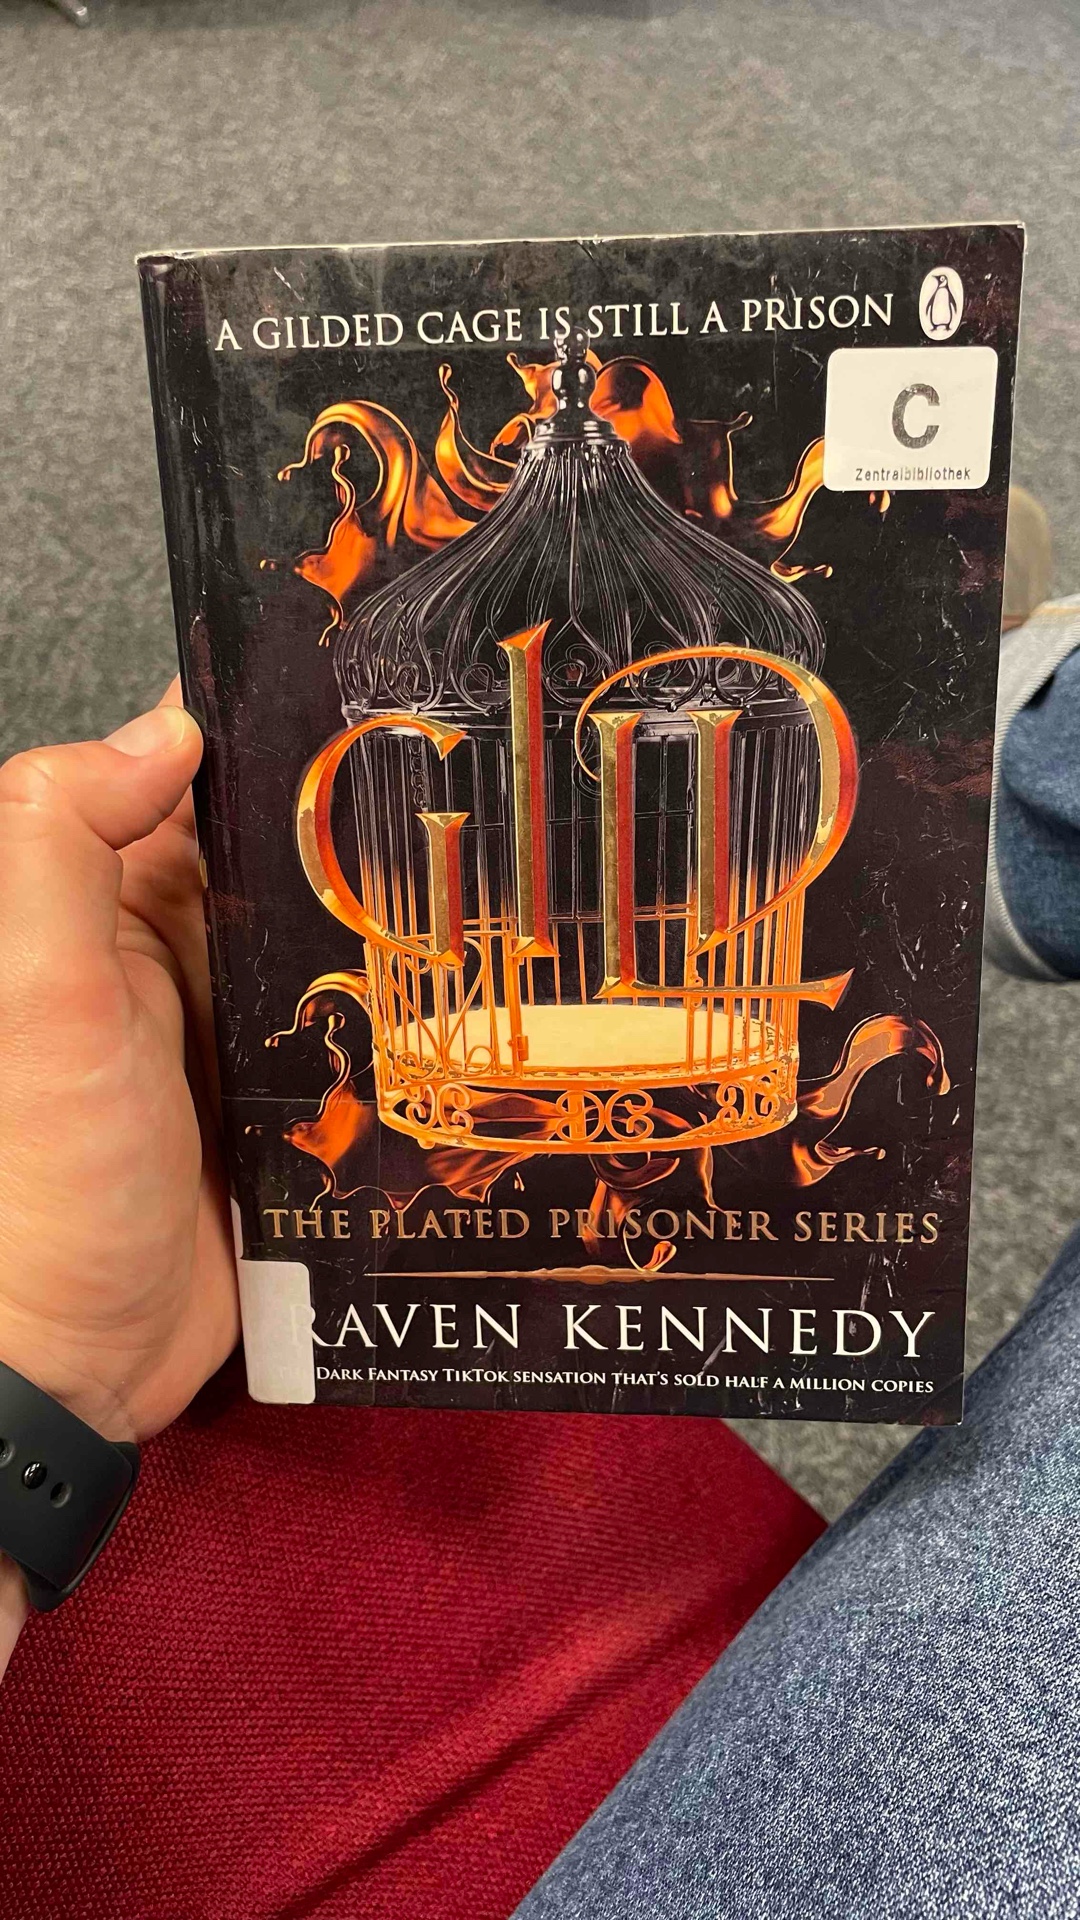 A GILDED CAGE IS STILL A PRISON
C
Zentralbibliothek
GILD
THE PLATED PRISONER SERIES
RAVEN KENNEDY
DARK FANTASY TIKTOK SENSATION THAT'S SOLD HALF A MILLION COPIES